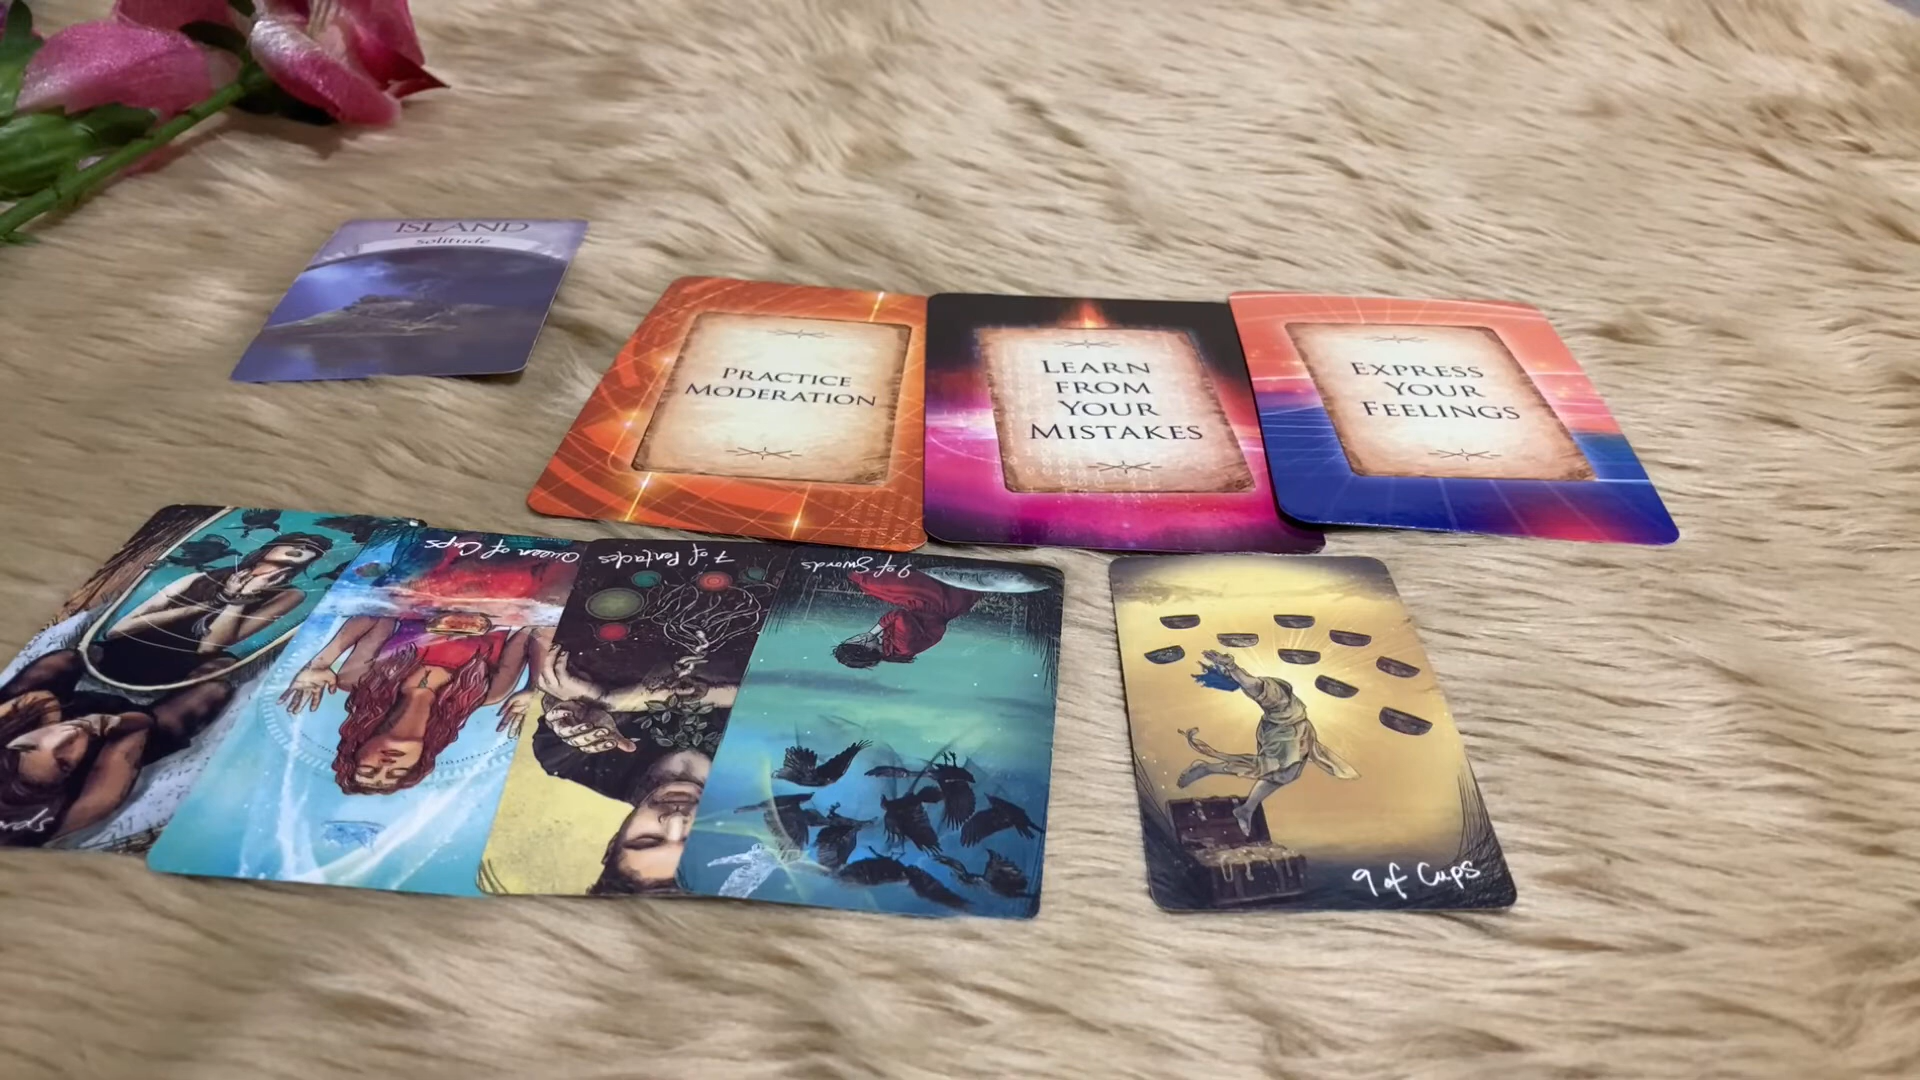 ISLAND
solitude
PRACTICE
MODERATION
LEARN
FROM
YOUR
MISTAKES
EXPRESS
YOUR
FEELINGS
Queen of Cups
7 of Pentacles
9 of Swords
9 of Cups